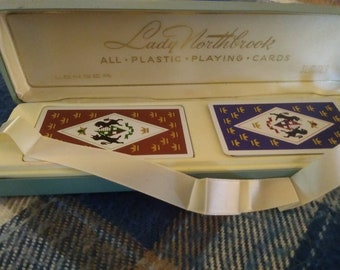 Lady Northbrook
ALL • PLASTIC • PLAYING • CARDS